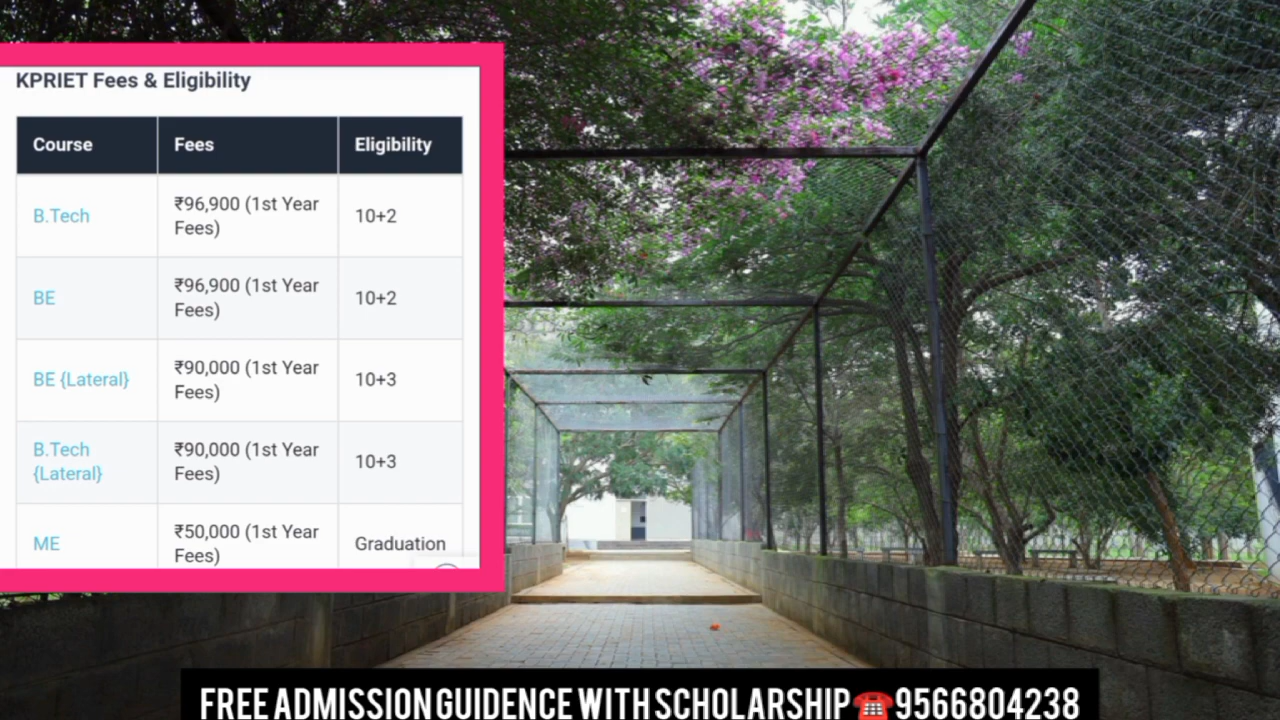 KPRIET Fees & Eligibility
Course Fees Eligibility
B.Tech ₹96,900 (1st Year Fees) 10+2
BE ₹96,900 (1st Year Fees) 10+2
BE {Lateral} ₹90,000 (1st Year Fees) 10+3
B.Tech {Lateral} ₹90,000 (1st Year Fees) 10+3
ME ₹50,000 (1st Year Fees) Graduation
FREE ADMISSION GUIDENCE WITH SCHOLARSHIP☎️9566804238